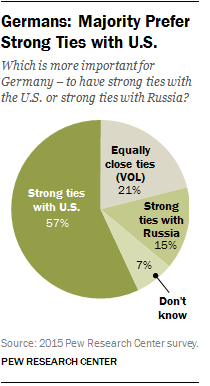 Germans: Majority Prefer
Strong Ties with U.S.
Which is more important for
Germany – to have strong ties with
the U.S. or strong ties with Russia?
Equally
close ties
(VOL)
21%
Strong ties
with U.S.
57%
Strong
ties with
Russia
15%
7%
Don't
know
Source: 2015 Pew Research Center survey.
PEW RESEARCH CENTER